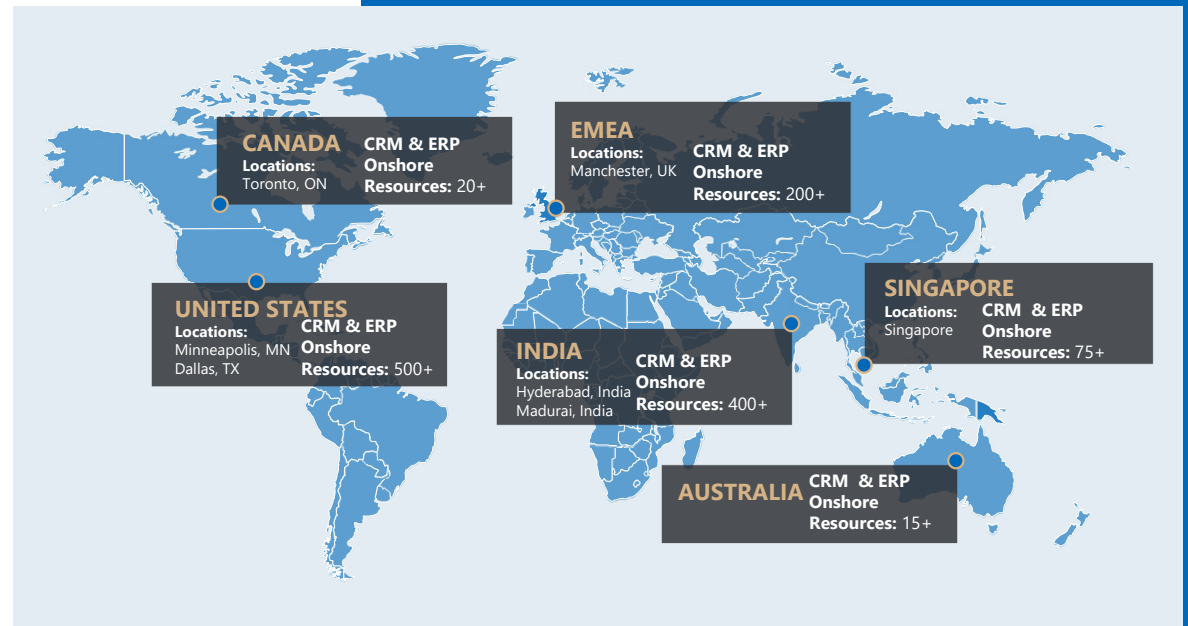 CANADA
Locations:
Toronto, ON
CRM & ERP
Onshore
Resources: 20+
EMEA
Locations:
Manchester, UK
CRM & ERP
Onshore
Resources: 200+
UNITED STATES
Locations:
Minneapolis, MN
Dallas, TX
CRM & ERP
Onshore
Resources: 500+
INDIA
Locations:
Hyderabad, India
Madurai, India
CRM & ERP
Onshore
Resources: 400+
SINGAPORE
Locations:
Singapore
CRM & ERP
Onshore
Resources: 75+
AUSTRALIA
CRM & ERP
Onshore
Resources: 15+